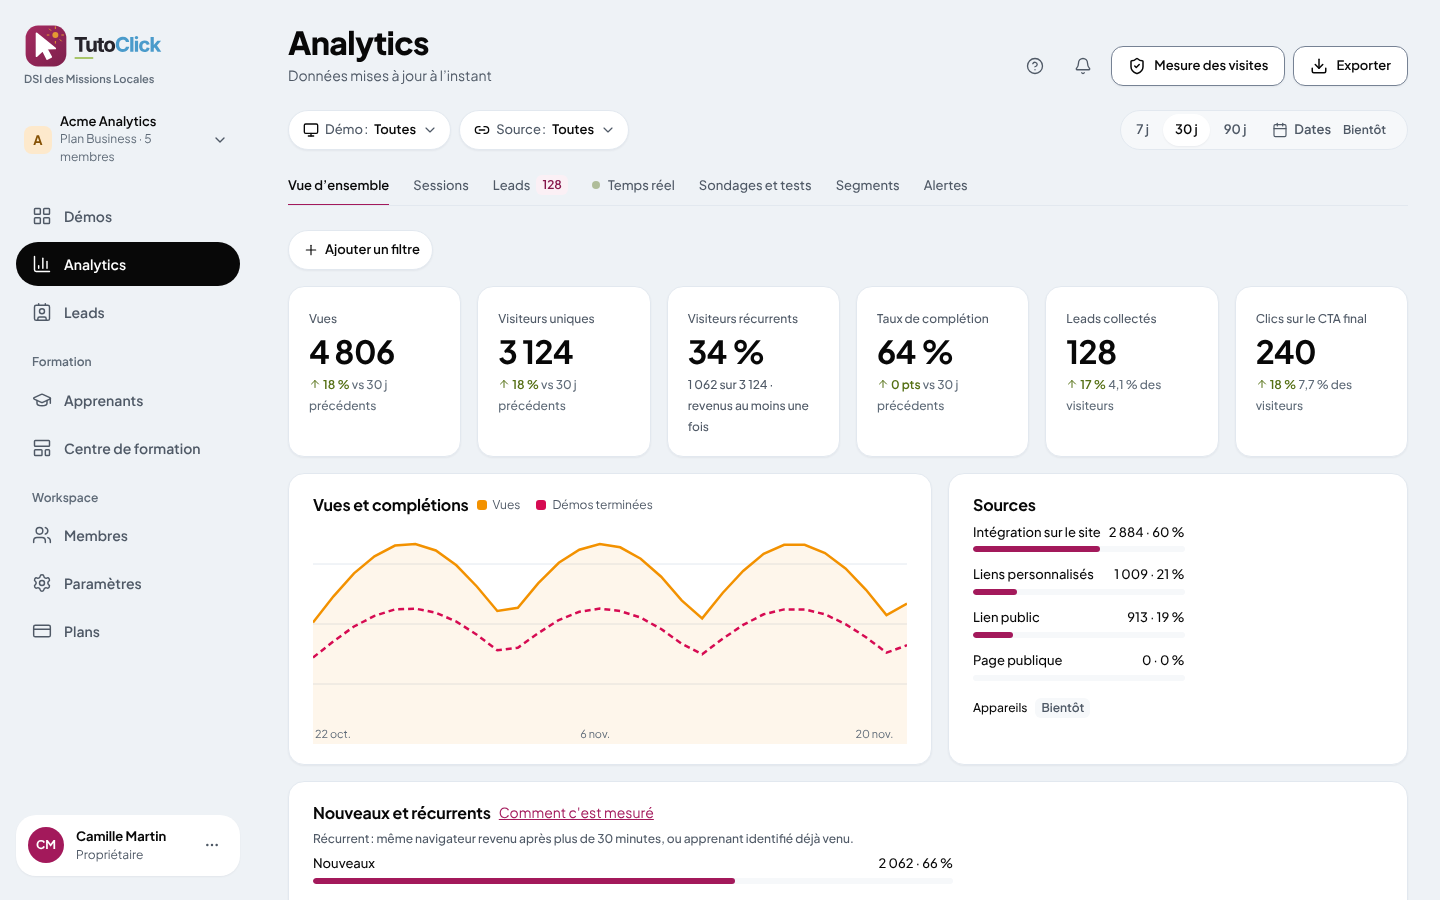 TutoClick
DSI des Missions Locales
A
Acme Analytics
Plan Business · 5
membres
Démos
Analytics
Leads
Formation
Apprenants
Centre de formation
Workspace
Membres
Paramètres
Plans
CM
Camille Martin
Propriétaire
Analytics
Données mises à jour à l’instant
Mesure des visites
Exporter
Démo : Toutes
Source : Toutes
7 j
30 j
90 j
Dates Bientôt
Vue d’ensemble
Sessions
Leads 128
Temps réel
Sondages et tests
Segments
Alertes
Ajouter un filtre
Vues
4 806
↑ 18 % vs 30 j
précédents
Visiteurs uniques
3 124
↑ 18 % vs 30 j
précédents
Visiteurs récurrents
34 %
1 062 sur 3 124 ·
revenus au moins une
fois
Taux de complétion
64 %
↑ 0 pts vs 30 j
précédents
Leads collectés
128
↑ 17 % 4,1 % des
visiteurs
Clics sur le CTA final
240
↑ 18 % 7,7 % des
visiteurs
Vues et complétions
Vues
Démos terminées
22 oct.
6 nov.
20 nov.
Sources
Intégration sur le site 2 884 · 60 %
Liens personnalisés 1 009 · 21 %
Lien public 913 · 19 %
Page publique 0 · 0 %
Appareils Bientôt
Nouveaux et récurrents Comment c'est mesuré
Récurrent : même navigateur revenu après plus de 30 minutes, ou apprenant identifié déjà venu.
Nouveaux 2 062 · 66 %